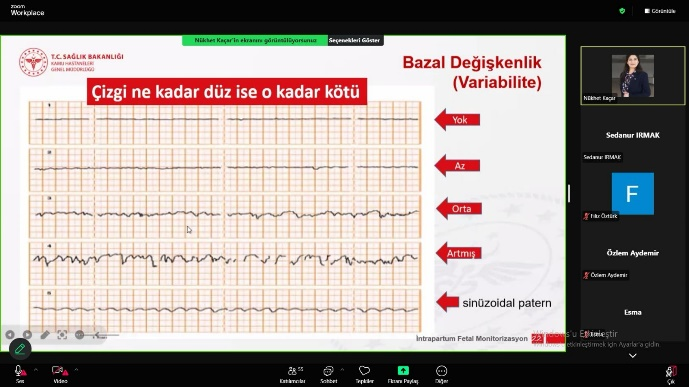 zoom
Workplace
Görüntüle
Nükhet Kaçar'in ekranını görüntülüyorsunuz
Seçenekleri Göster
T.C. SAĞLIK BAKANLIĞI
KAMU HASTANELERİ
GENEL MÜDÜRLÜĞÜ
Bazal Değişkenlik
(Variabilite)
Çizgi ne kadar düz ise o kadar kötü
Yok
Az
Orta
Artmış
sinüzoidal patern
İntrapartum Fetal Monitorizasyon
22
Nükhet Kaçar
Sedanur IRMAK
Sedanur IRMAK
F
Filiz Öztürk
Özlem Aydemir
Özlem Aydemir
Esma
Esma
Windows'u Etkinleştir
etkinleştirmek için Ayarlar'a gidin.
Ses
Video
55
Katılımcılar
Sohbet
Tepkiler
Ekranı Paylaş
Diğer
Çık